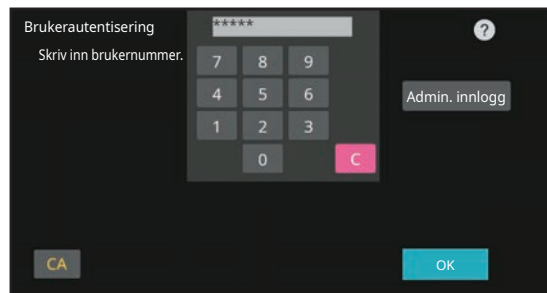 Brukerautentisering
*****
?
Skriv inn brukernummer.
7 8 9
4 5 6
Admin. innlogg
1 2 3
0 C
CA
OK